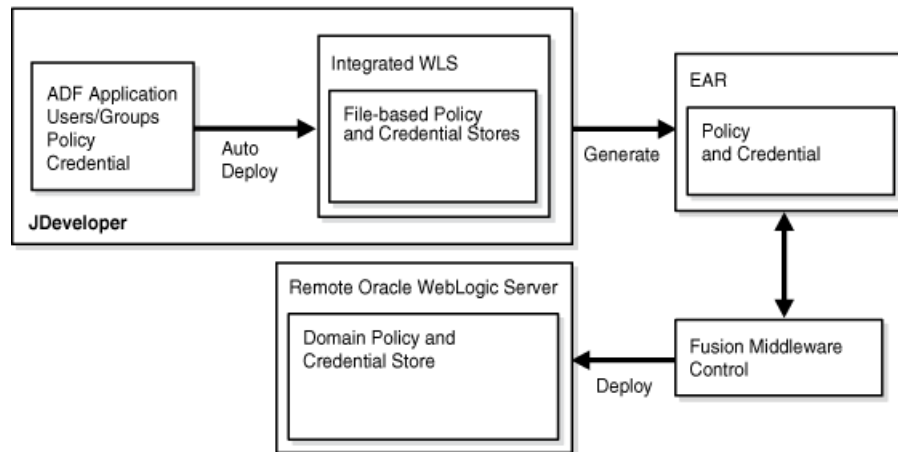 ADF Application
Users/Groups
Policy
Credential
Auto
Deploy
Integrated WLS
File-based Policy
and Credential Stores
JDeveloper
Generate
EAR
Policy
and Credential
Remote Oracle WebLogic Server
Domain Policy and
Credential Store
Deploy
Fusion Middleware
Control